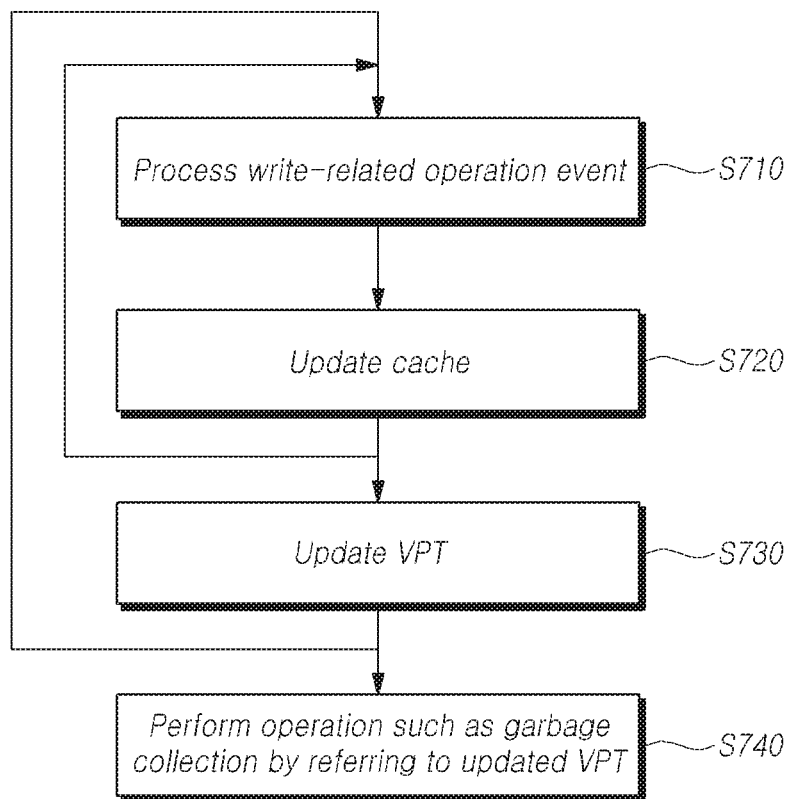 Process write-related operation event
S710
Update cache
S720
Update VPT
S730
Perform operation such as garbage
collection by referring to updated VPT
S740